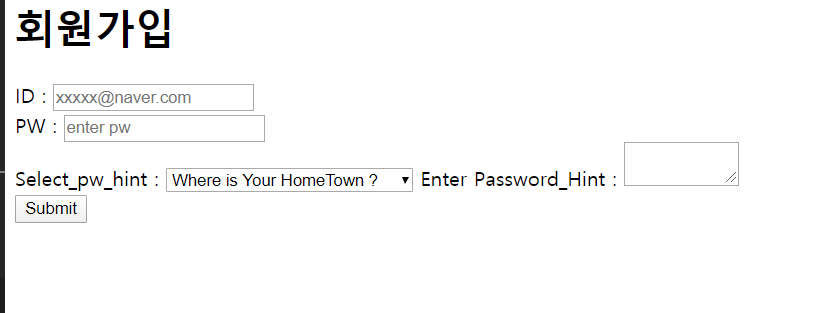 회원가입
ID : xxxxx@naver.com
PW : enter pw
Select_pw_hint : Where is Your HomeTown ? Enter Password_Hint :
Submit